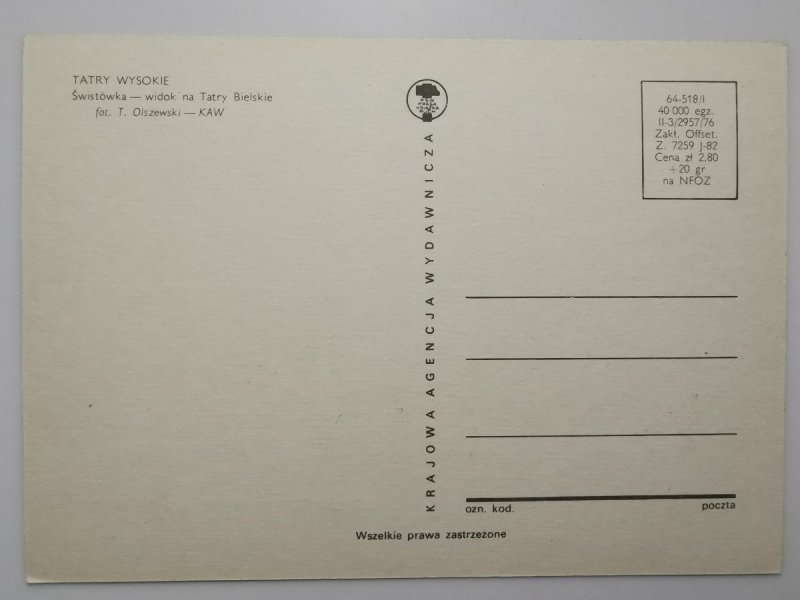 TATRY WYSOKIE
Świstówka — widok na Tatry Bielskie
fot. T. Olszewski — KAW
KRAJOWA AGENCJA WYDAWNICZA
64-518/I
40 000 egz.
II-3/2957/76
Zakł. Offset.
Z. 7259 J-82
Cena zł 2,80
+20 gr
na NFOZ
ozn. kod.
poczta
Wszelkie prawa zastrzeżone